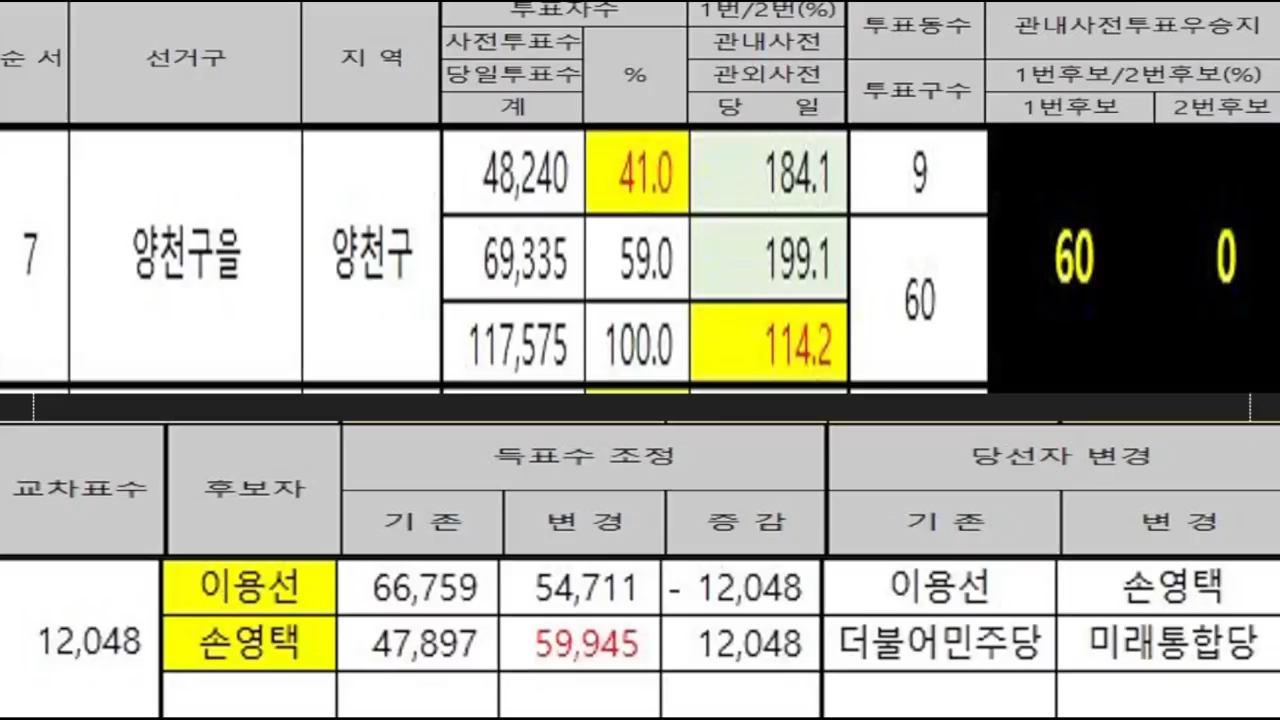 순 서 선거구 지 역 투표자수 사전투표수 당일투표수 계 % 1번/2번(%) 관내사전 관외사전 당 일 투표동수 투표구수 관내사전투표우승지 1번후보/2번후보(%) 1번후보 2번후보
7 양천구을 양천구 48,240 41.0 184.1 9 60 0
69,335 59.0 199.1 60
117,575 100.0 114.2
교차표수 후보자 득표수 조정 당선자 변경
기 존 변 경 증 감 기 존 변 경
12,048 이용선 66,759 54,711 - 12,048 이용선 손영택
손영택 47,897 59,945 12,048 더불어민주당 미래통합당